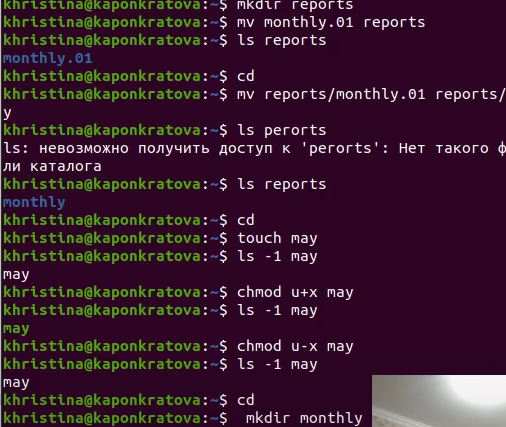 khristina@kaponkratova:~$ mkdir reports
khristina@kaponkratova:~$ mv monthly.01 reports
khristina@kaponkratova:~$ ls reports
monthly.01
khristina@kaponkratova:~$ cd
khristina@kaponkratova:~$ mv reports/monthly.01 reports/
y
khristina@kaponkratova:~$ ls perorts
ls: невозможно получить доступ к 'perorts': Нет такого ф
ли каталога
khristina@kaponkratova:~$ ls reports
monthly
khristina@kaponkratova:~$ cd
khristina@kaponkratova:~$ touch may
khristina@kaponkratova:~$ ls -1 may
may
khristina@kaponkratova:~$ chmod u+x may
khristina@kaponkratova:~$ ls -1 may
may
khristina@kaponkratova:~$ chmod u-x may
khristina@kaponkratova:~$ ls -1 may
may
khristina@kaponkratova:~$ cd
khristina@kaponkratova:~$  mkdir monthly